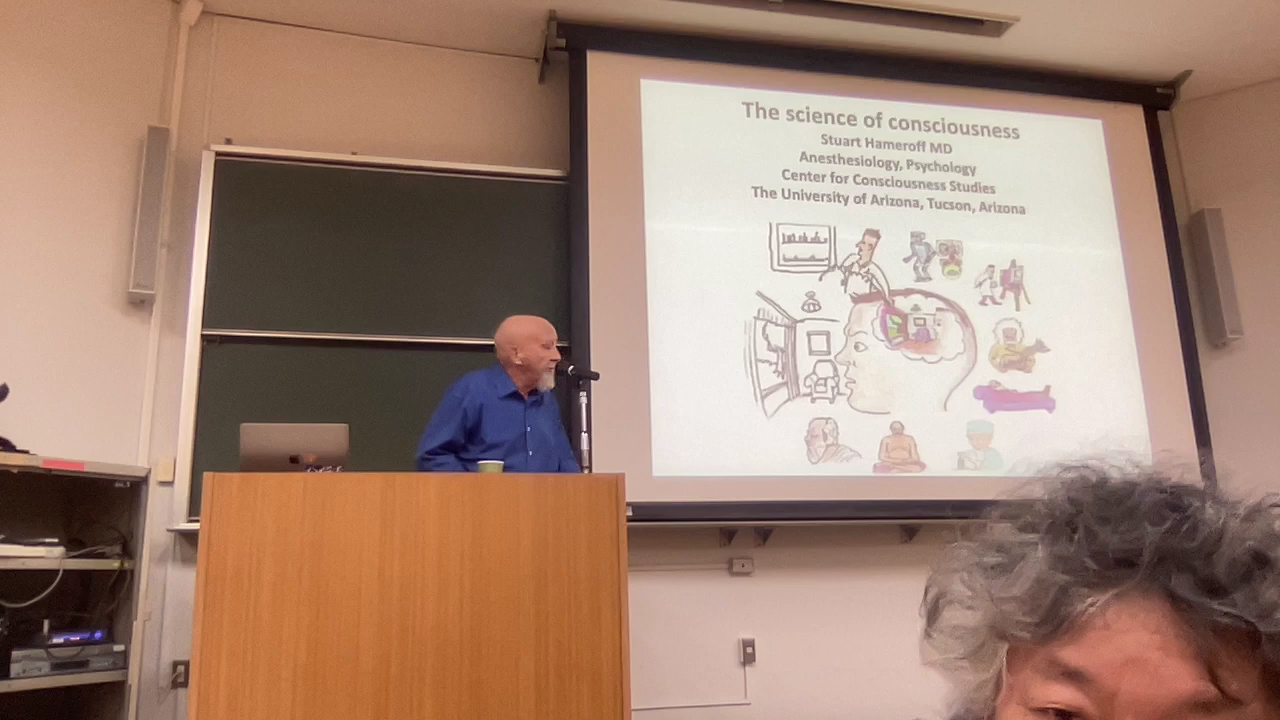 The science of consciousness
Stuart Hameroff MD
Anesthesiology, Psychology
Center for Consciousness Studies
The University of Arizona, Tucson, Arizona